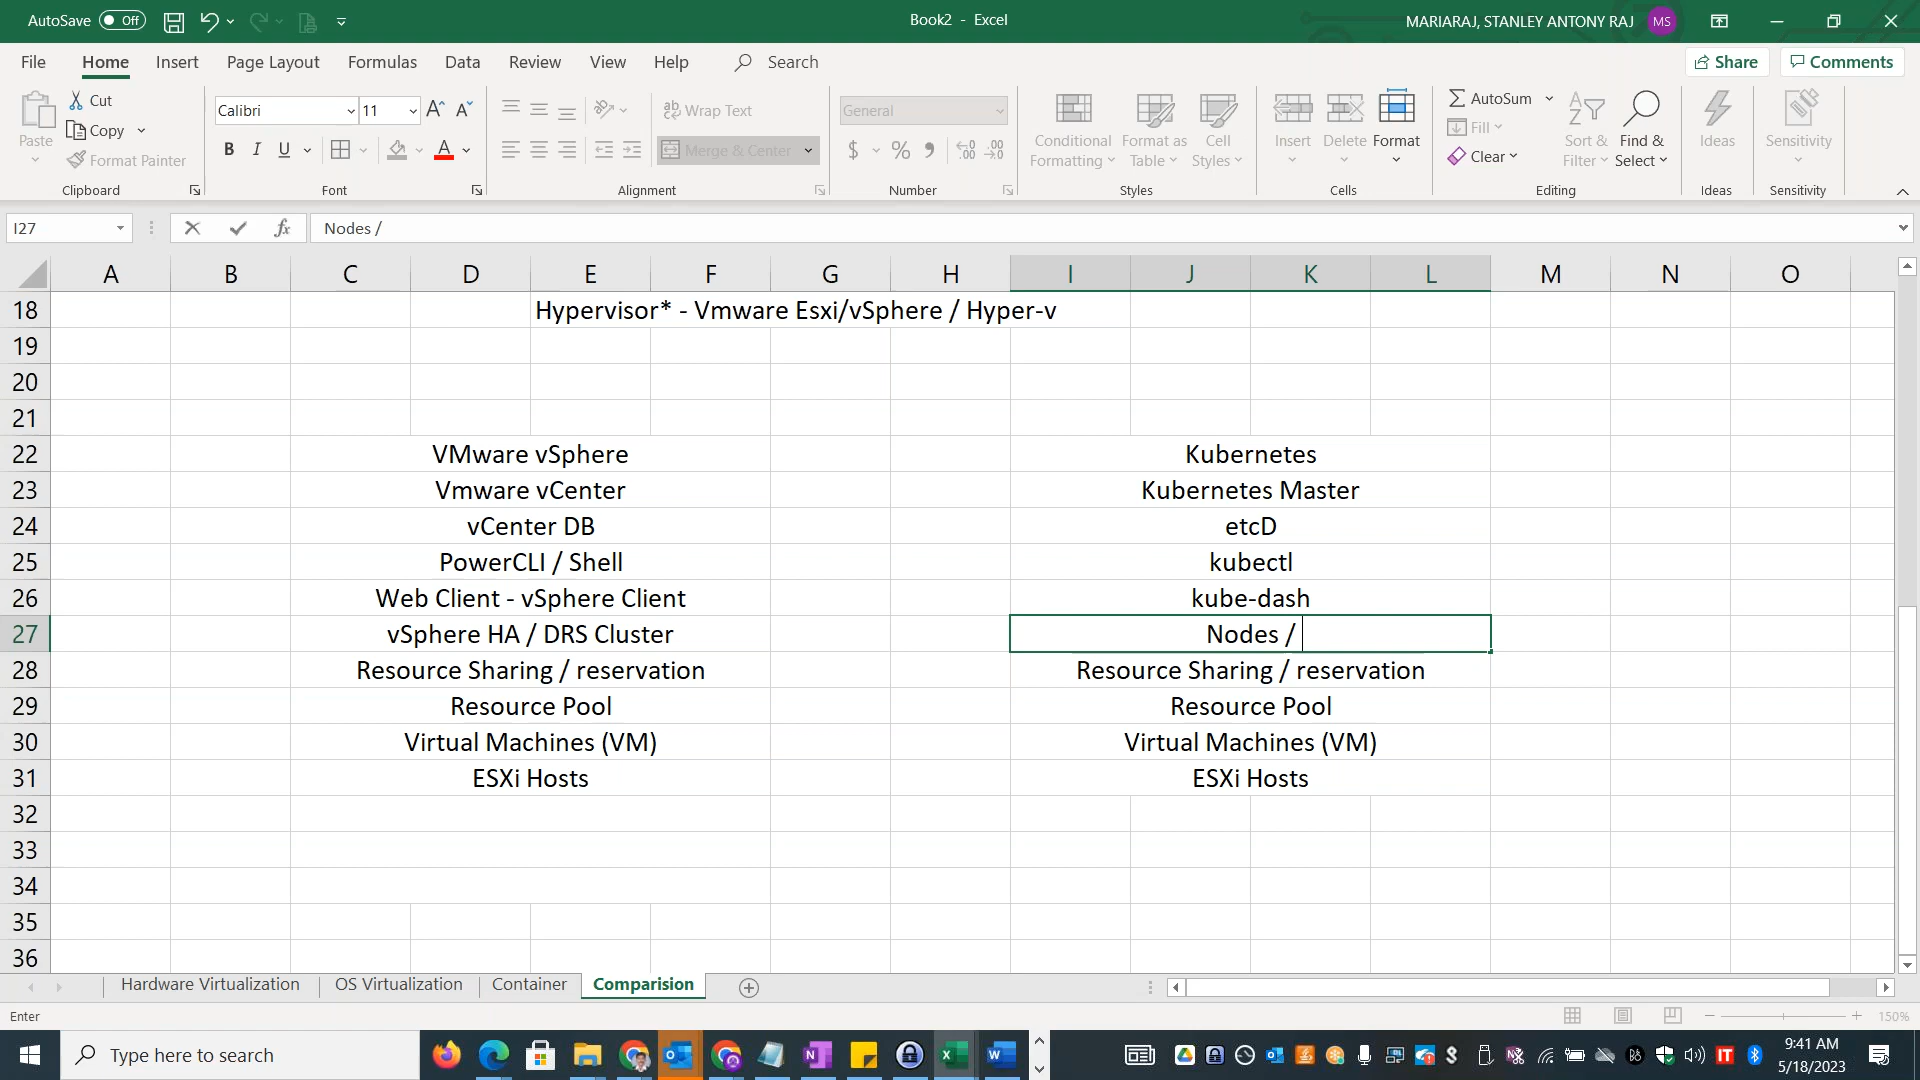 AutoSave Off
Book2 - Excel
MARIARAJ, STANLEY ANTONY RAJ MS
File Home Insert Page Layout Formulas Data Review View Help Search
Share Comments
Paste
Cut
Copy
Format Painter
Clipboard
Calibri 11
B I U
Font
Wrap Text
Merge & Center
Alignment
General
$ %
Number
Conditional Formatting
Format as Table
Cell Styles
Styles
Insert Delete Format
Cells
AutoSum
Fill
Clear
Sort & Filter
Find & Select
Editing
Ideas
Ideas
Sensitivity
Sensitivity
I27 fx Nodes /
A B C D E F G H I J K L M N O
18 Hypervisor* - Vmware Esxi/vSphere / Hyper-v
19
20
21
22 VMware vSphere Kubernetes
23 Vmware vCenter Kubernetes Master
24 vCenter DB etcD
25 PowerCLI / Shell kubectl
26 Web Client - vSphere Client kube-dash
27 vSphere HA / DRS Cluster Nodes /
28 Resource Sharing / reservation Resource Sharing / reservation
29 Resource Pool Resource Pool
30 Virtual Machines (VM) Virtual Machines (VM)
31 ESXi Hosts ESXi Hosts
32
33
34
35
36
Hardware Virtualization OS Virtualization Container Comparision
Enter
150%
Type here to search
9:41 AM
5/18/2023